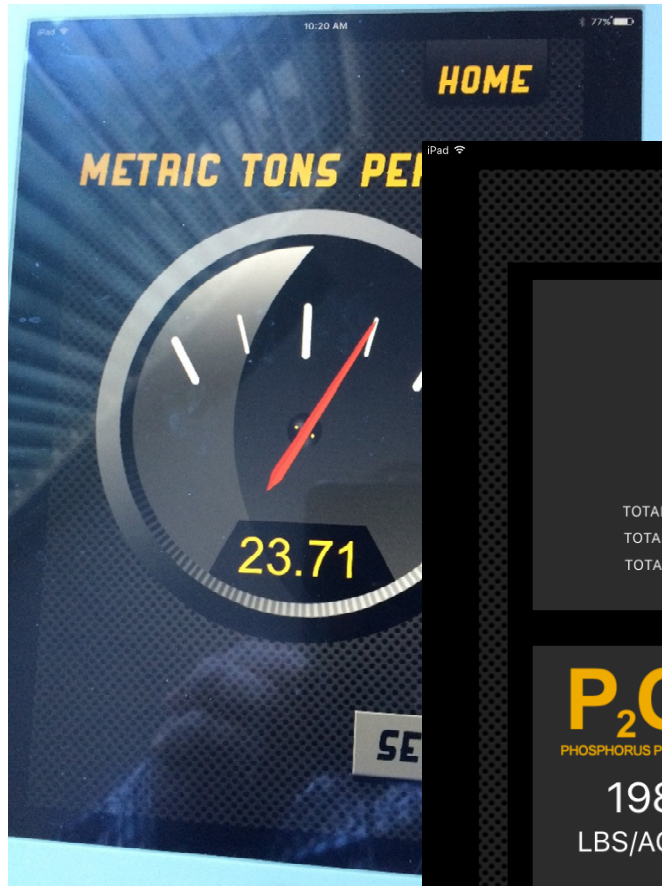 iPad 10:20 AM 77%
HOME
METRIC TONS PER
23.71
SE
iPad
TOTA
TOTA
TOTA
P2O
PHOSPHORUS P
198
LBS/AC